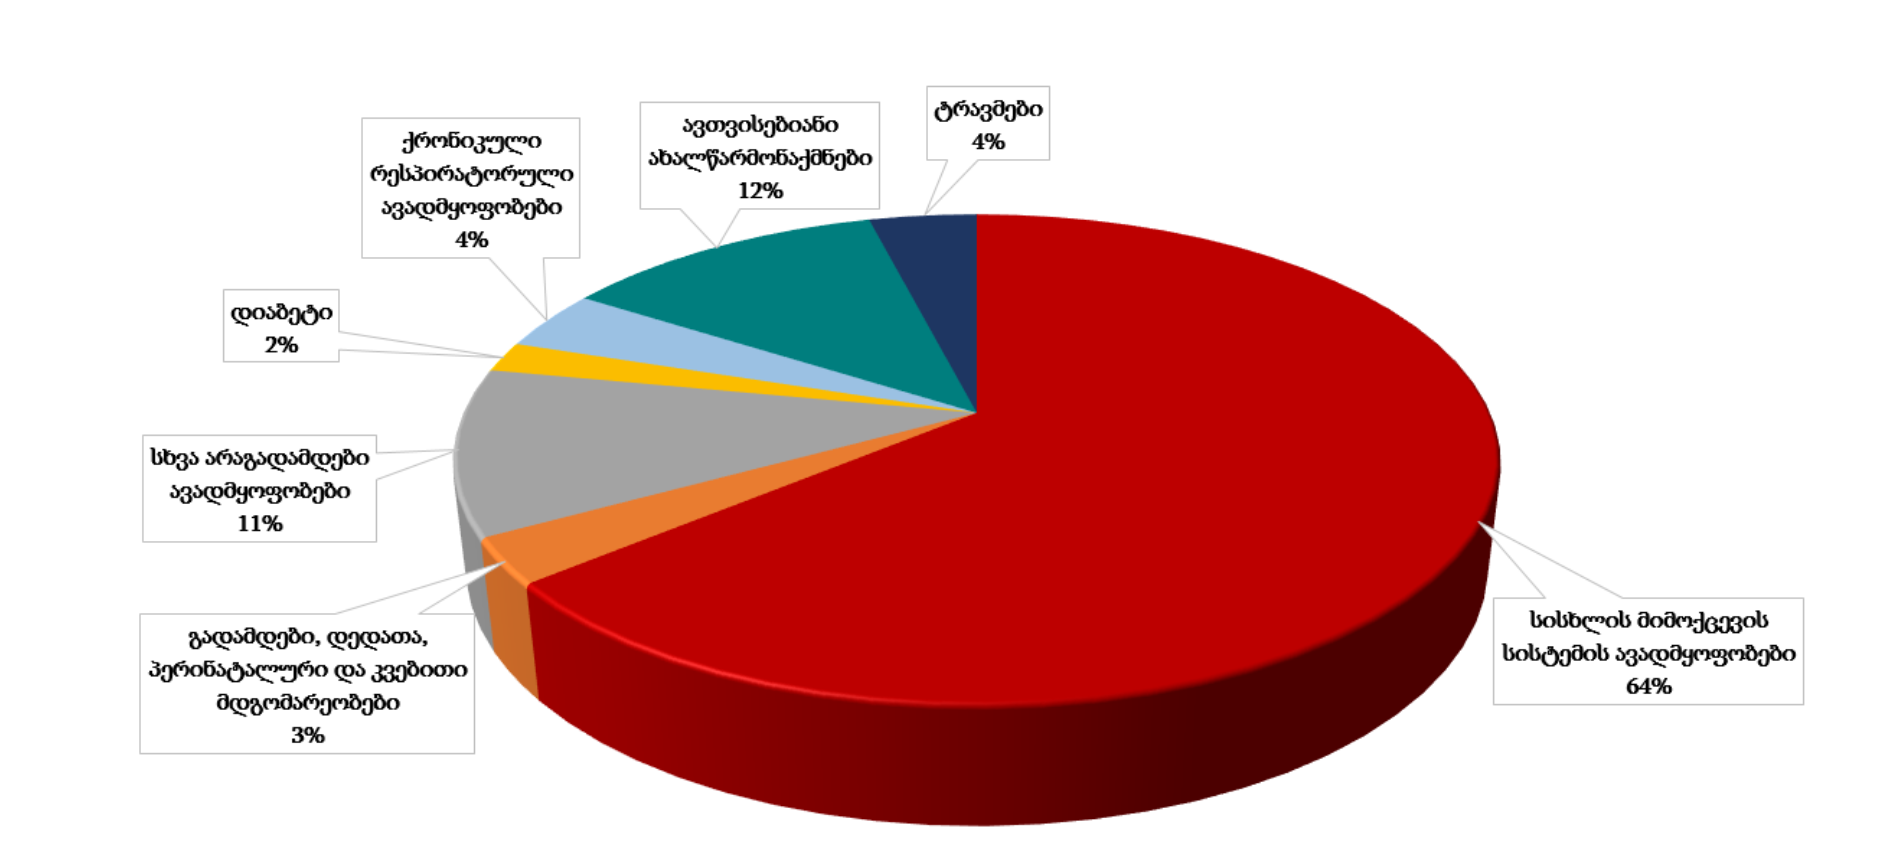 ტრავმები
4%
ავთვისებიანი
ახალწარმონაქმნები
12%
ქრონიკული
რესპირატორული
ავადმყოფობები
4%
დიაბეტი
2%
სხვა არაგადამდები
ავადმყოფობები
11%
გადამდები, დედათა,
პერინატალური და კვებითი
მდგომარეობები
3%
სისხლის მიმოქცევის
სისტემის ავადმყოფობები
64%